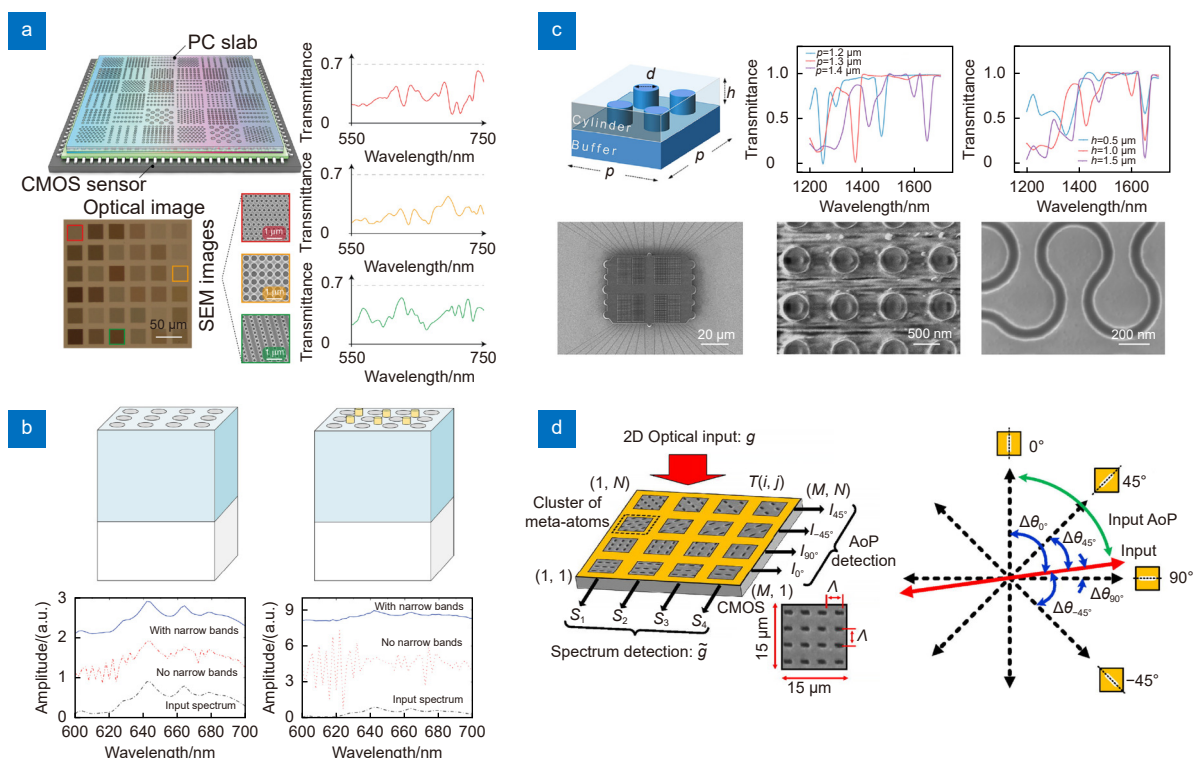 a
PC slab
CMOS sensor
Optical image
50 μm
SEM images
1 μm
1 μm
1 μm
Transmittance
0.7
0
550
750
Wavelength/nm
Transmittance
0.7
0
550
750
Wavelength/nm
Transmittance
0.7
0
550
750
Wavelength/nm
b
Amplitude/(a.u.)
3
2
1
0
With narrow bands
No narrow bands
Input spectrum
600 620 640 660 680 700
Wavelength/nm
Amplitude/(a.u.)
9
6
3
0
With narrow bands
No narrow bands
Input spectrum
600 620 640 660 680 700
Wavelength/nm
c
d
h
Cylinder
Buffer
p
p
Transmittance
1.0
0.5
0
p=1.2 μm
p=1.3 μm
p=1.4 μm
1200 1400 1600
Wavelength/nm
Transmittance
1.0
0.5
0
h=0.5 μm
h=1.0 μm
h=1.5 μm
1200 1400 1600
Wavelength/nm
20 μm
500 nm
200 nm
d
2D Optical input: g
(1, N)
T(i, j)
(M, N)
Cluster of
meta-atoms
I45°
I−45°
I90°
I0°
AoP
detection
(1, 1)
(M, 1)
CMOS
S1
S2
S3
S4
Spectrum detection: g̃
Λ
Λ
15 μm
15 μm
0°
45°
Input AoP
Δθ0°
Δθ45°
Input
90°
Δθ90°
Δθ−45°
−45°